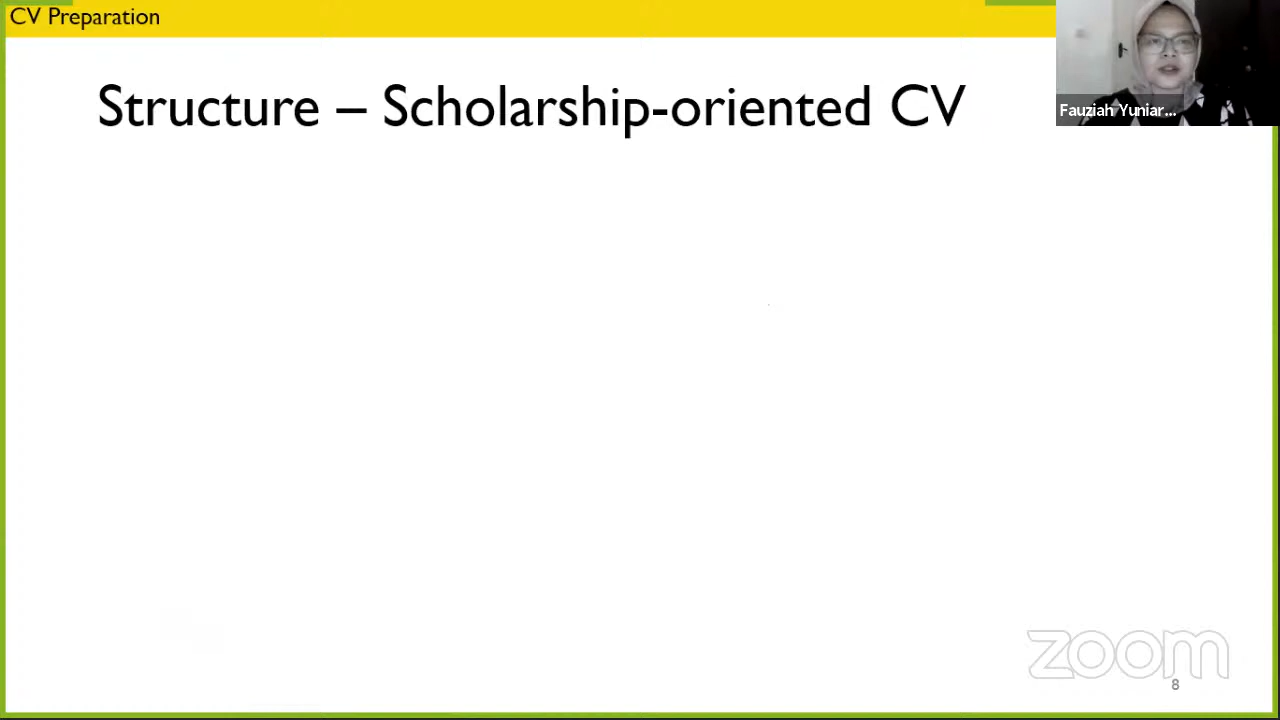 CV Preparation
Structure – Scholarship-oriented CV
Fauziah Yuniar...
zoom
8